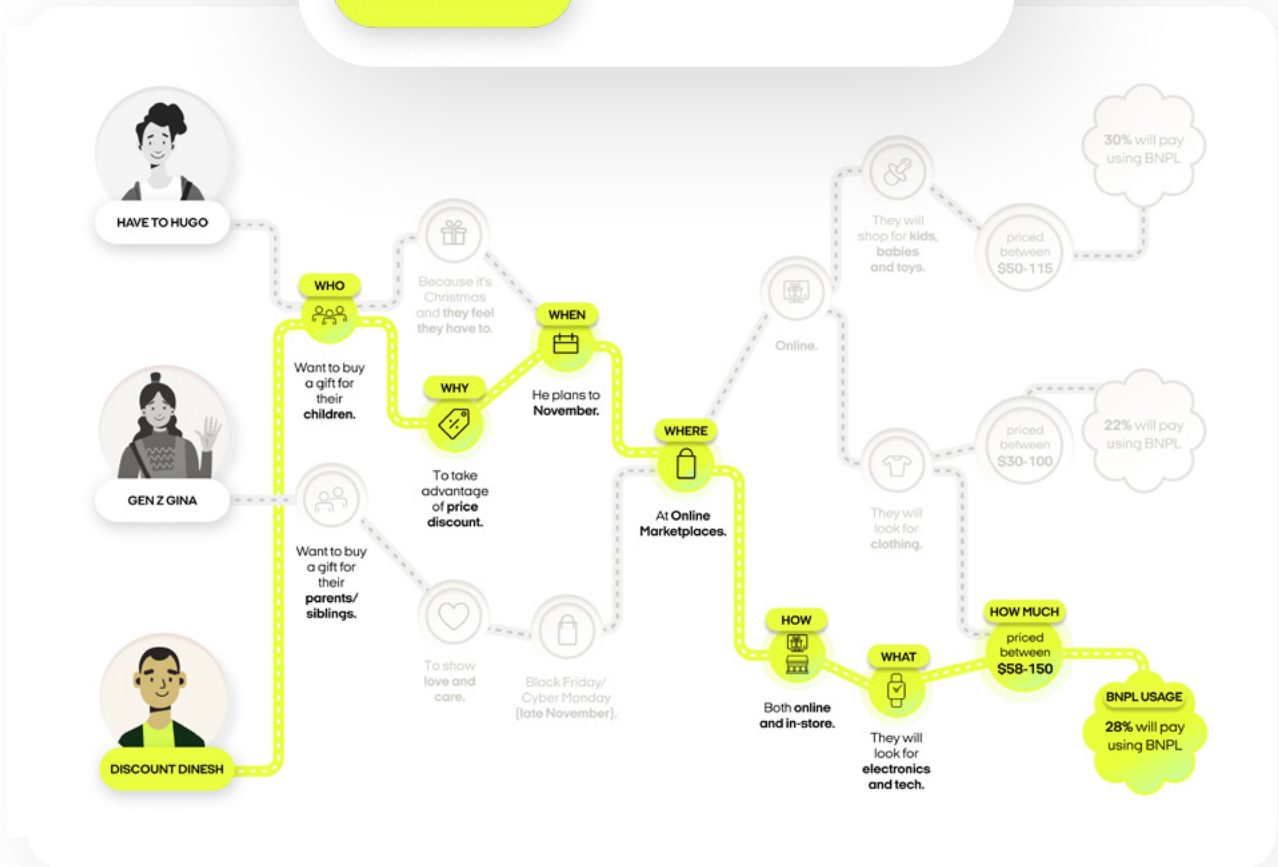 HAVE TO HUGO
GEN Z GINA
DISCOUNT DINESH
WHO
Want to buy
a gift for
their
children.
Want to buy
a gift for
their
parents/
siblings.
Because it's
Christmas
and they feel
they have to.
WHY
To take
advantage
of price
discount.
To show
love and
care.
WHEN
He plans to
November.
Black Friday/
Cyber Monday
(late November).
WHERE
At Online
Marketplaces.
Online.
HOW
Both online
and in-store.
They will
shop for kids,
babies
and toys.
They will
look for
clothing.
WHAT
They will
look for
electronics
and tech.
priced
between
$50-115
priced
between
$30-100
HOW MUCH
priced
between
$58-150
30% will pay
using BNPL
22% will pay
using BNPL
BNPL USAGE
28% will pay
using BNPL